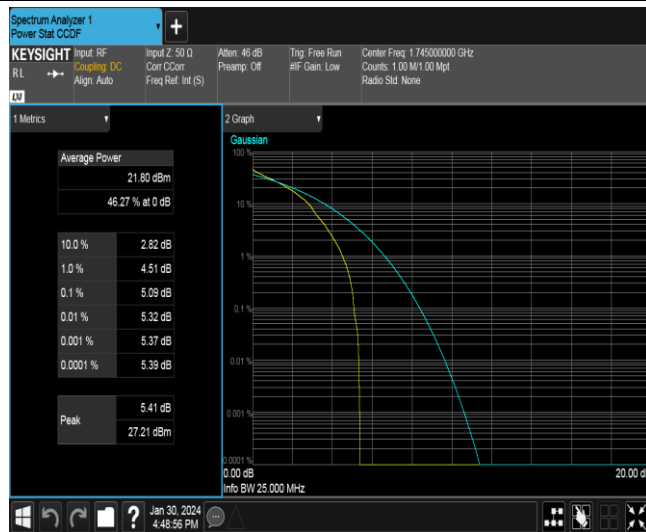 Spectrum Analyzer 1
Power Stat CCDF
+
KEYSIGHT
RL
LXI
Input: RF
Coupling: DC
Align: Auto
Input Z: 50 Ω
Corr CCorr
Freq Ref: Int (S)
Atten: 46 dB
Preamp: Off
Trig: Free Run
#IF Gain: Low
Center Freq: 1.745000000 GHz
Counts: 1.00 M/1.00 Mpt
Radio Std: None
1 Metrics
Average Power
21.80 dBm
46.27 % at 0 dB
10.0 % 2.82 dB
1.0 % 4.51 dB
0.1 % 5.09 dB
0.01 % 5.32 dB
0.001 % 5.37 dB
0.0001 % 5.39 dB
Peak
5.41 dB
27.21 dBm
2 Graph
Gaussian
100 %
10 %
1 %
0.1 %
0.01 %
0.001 %
0.0001 %
0.00 dB
20.00 d
Info BW 25.000 MHz
?
Jan 30, 2024
4:48:56 PM